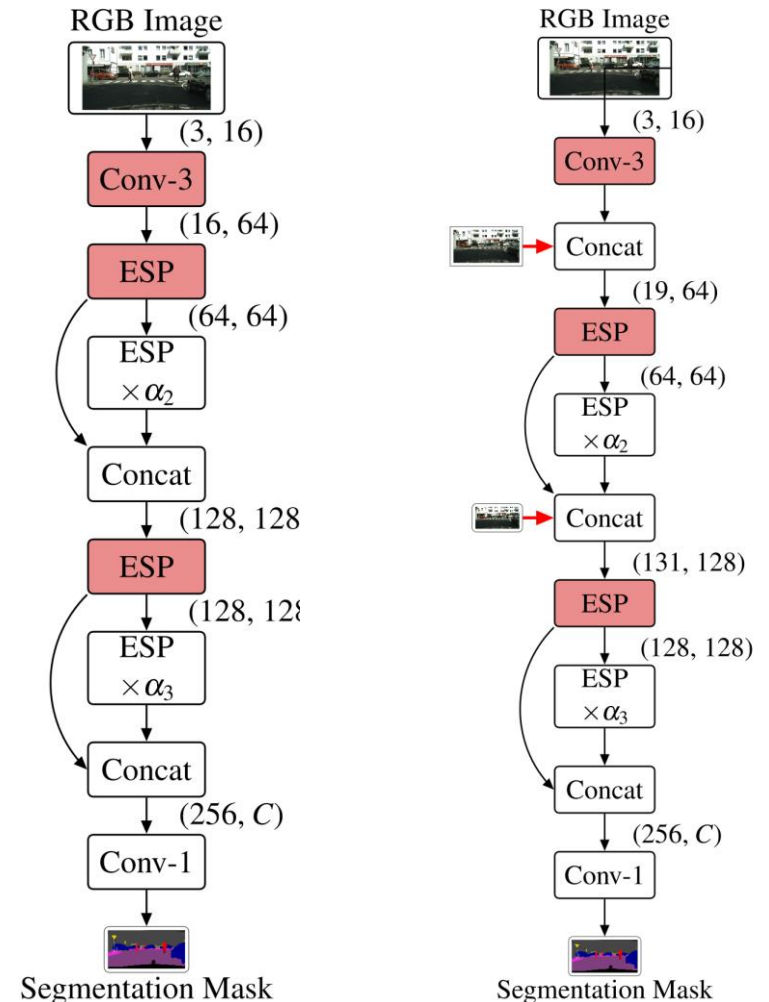 RGB Image
(3, 16)
Conv-3
(16, 64)
ESP
(64, 64)
ESP
× α₂
Concat
(128, 128
ESP
(128, 128
ESP
× α₃
Concat
(256, C)
Conv-1
Segmentation Mask
RGB Image
(3, 16)
Conv-3
Concat
(19, 64)
ESP
(64, 64)
ESP
× α₂
Concat
(131, 128)
ESP
(128, 128)
ESP
× α₃
Concat
(256, C)
Conv-1
Segmentation Mask